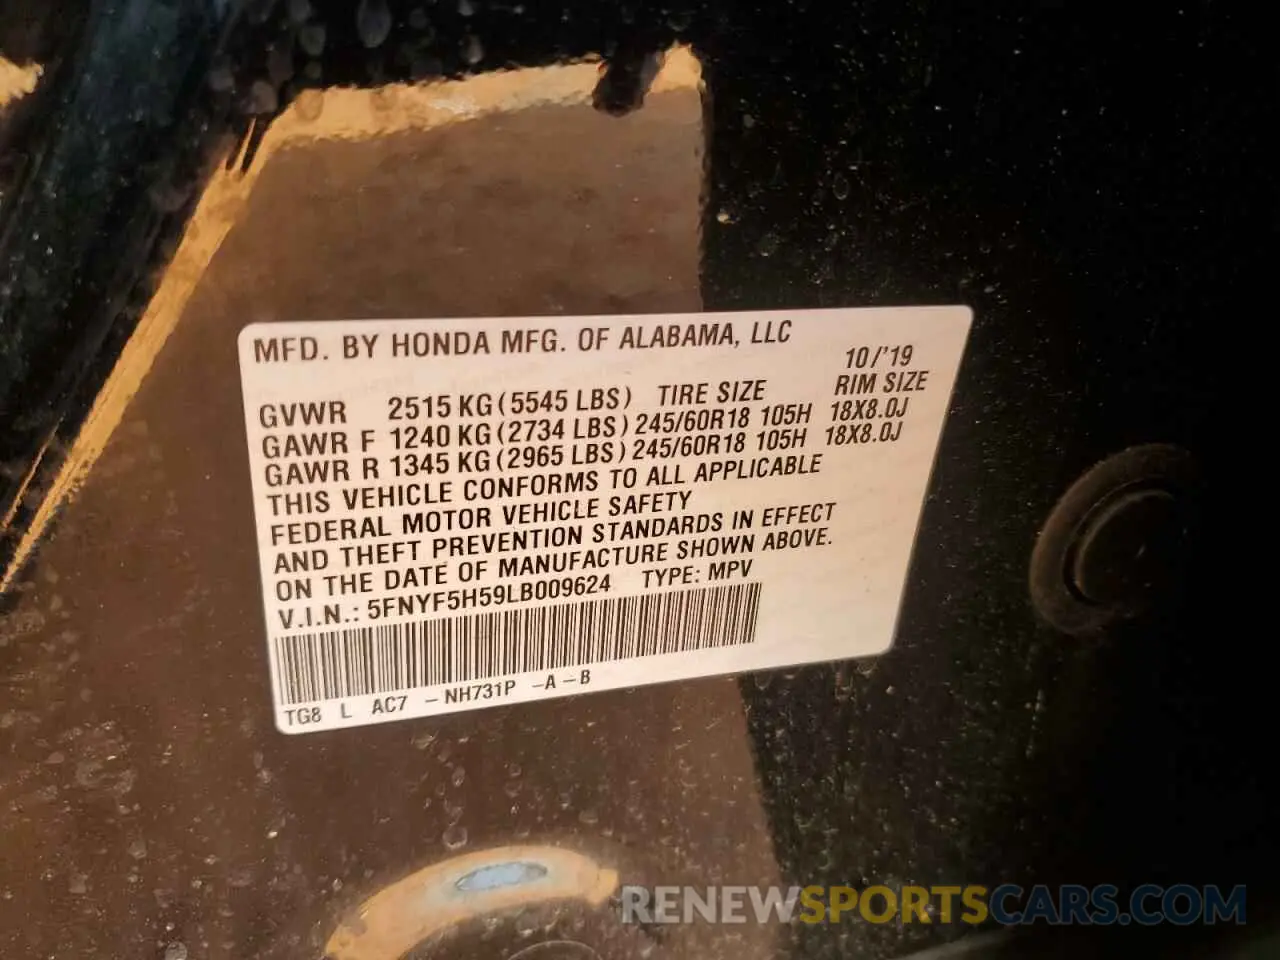 MFD. BY HONDA MFG. OF ALABAMA, LLC
10/'19
GVWR 2515 KG (5545 LBS) TIRE SIZE RIM SIZE
GAWR F 1240 KG (2734 LBS) 245/60R18 105H 18X8.0J
GAWR R 1345 KG (2965 LBS) 245/60R18 105H 18X8.0J
THIS VEHICLE CONFORMS TO ALL APPLICABLE
FEDERAL MOTOR VEHICLE SAFETY
AND THEFT PREVENTION STANDARDS IN EFFECT
ON THE DATE OF MANUFACTURE SHOWN ABOVE.
V.I.N.: 5FNYF5H59LB009624 TYPE: MPV
TG8 L AC7 - NH731P - A - B
RENEWSPORTSCARS.COM